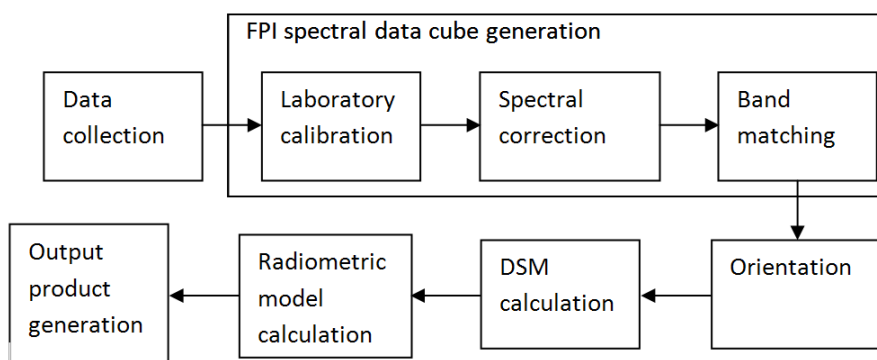 FPI spectral data cube generation
Data
collection
Laboratory
calibration
Spectral
correction
Band
matching
Orientation
DSM
calculation
Radiometric
model
calculation
Output
product
generation